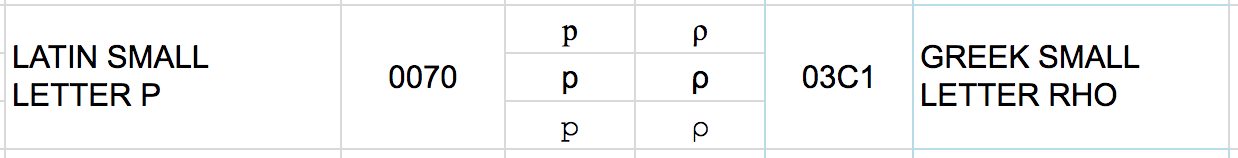 LATIN SMALL
LETTER P
0070
p ρ
p ρ
p ρ
03C1
GREEK SMALL
LETTER RHO